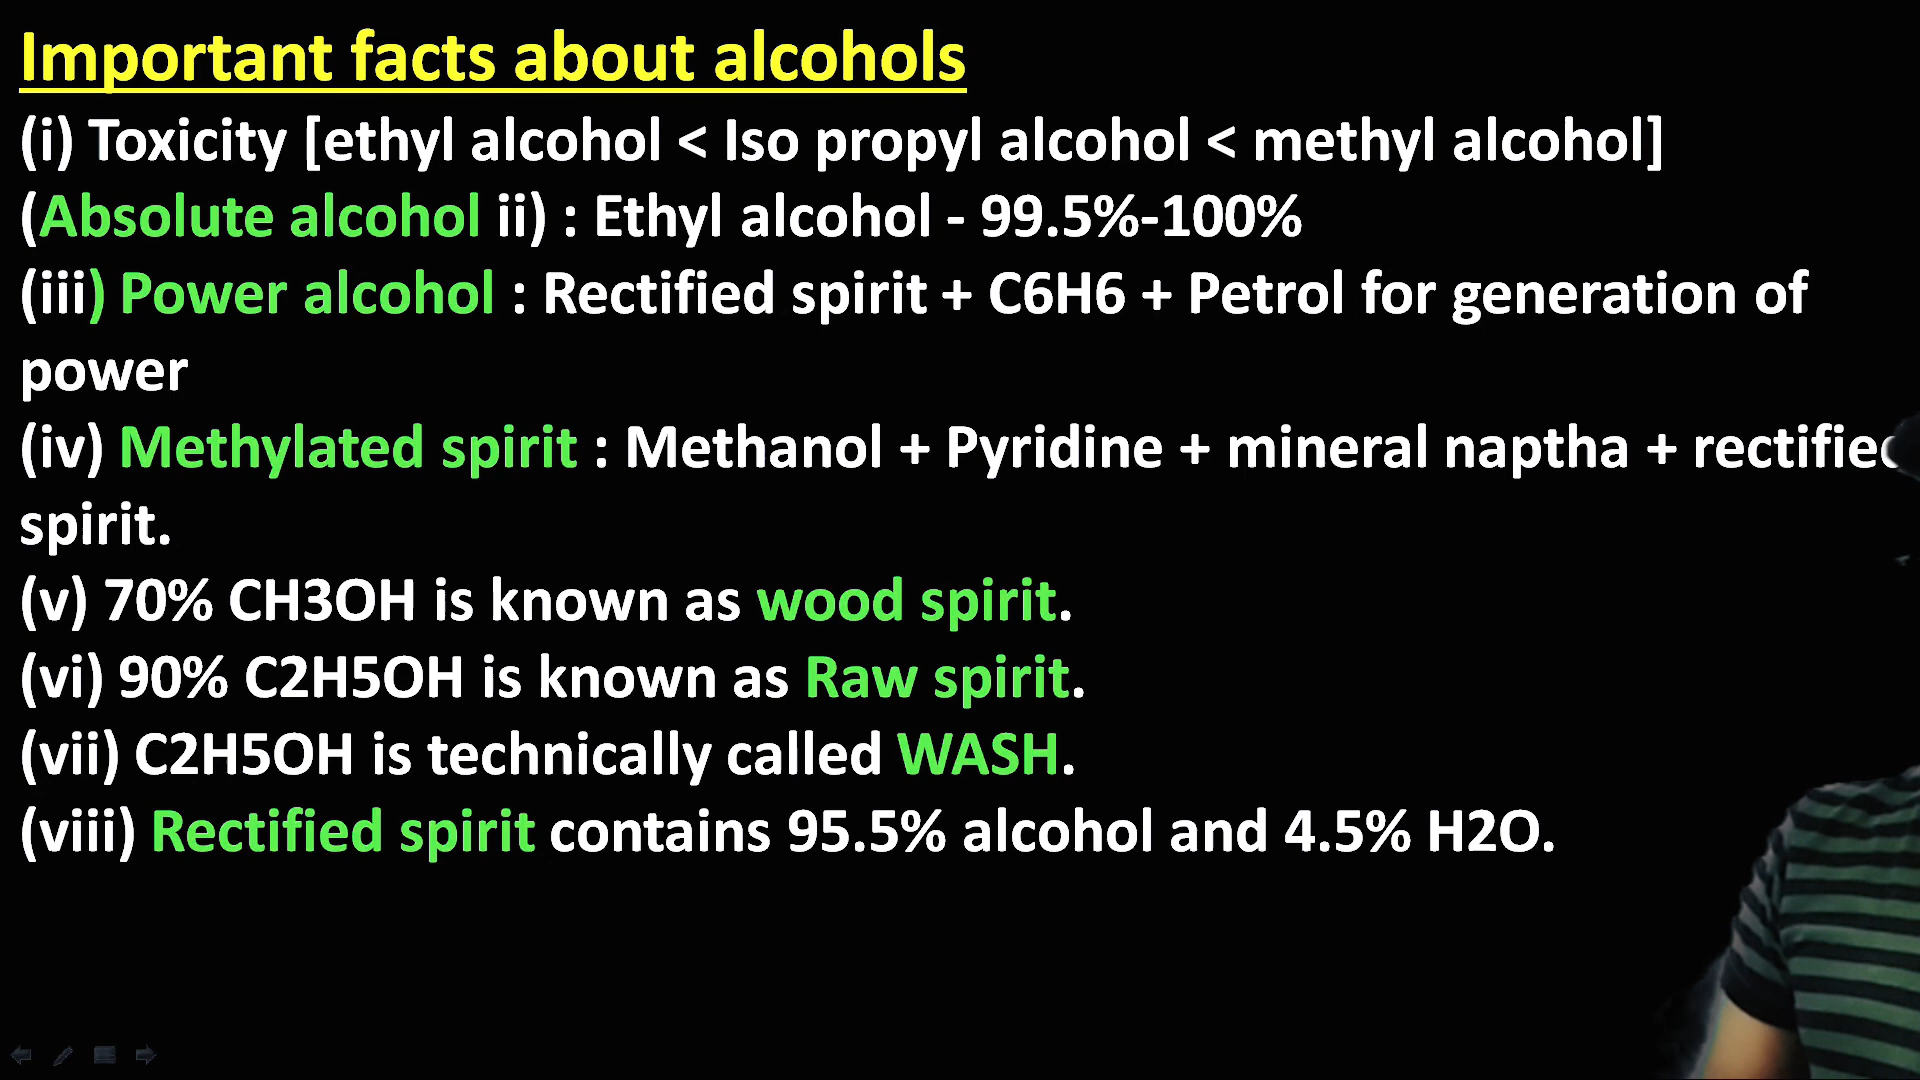 Important facts about alcohols
(i) Toxicity [ethyl alcohol < Iso propyl alcohol < methyl alcohol]
(Absolute alcohol ii) : Ethyl alcohol - 99.5%-100%
(iii) Power alcohol : Rectified spirit + C6H6 + Petrol for generation of
power
(iv) Methylated spirit : Methanol + Pyridine + mineral naptha + rectified
spirit.
(v) 70% CH3OH is known as wood spirit.
(vi) 90% C2H5OH is known as Raw spirit.
(vii) C2H5OH is technically called WASH.
(viii) Rectified spirit contains 95.5% alcohol and 4.5% H2O.